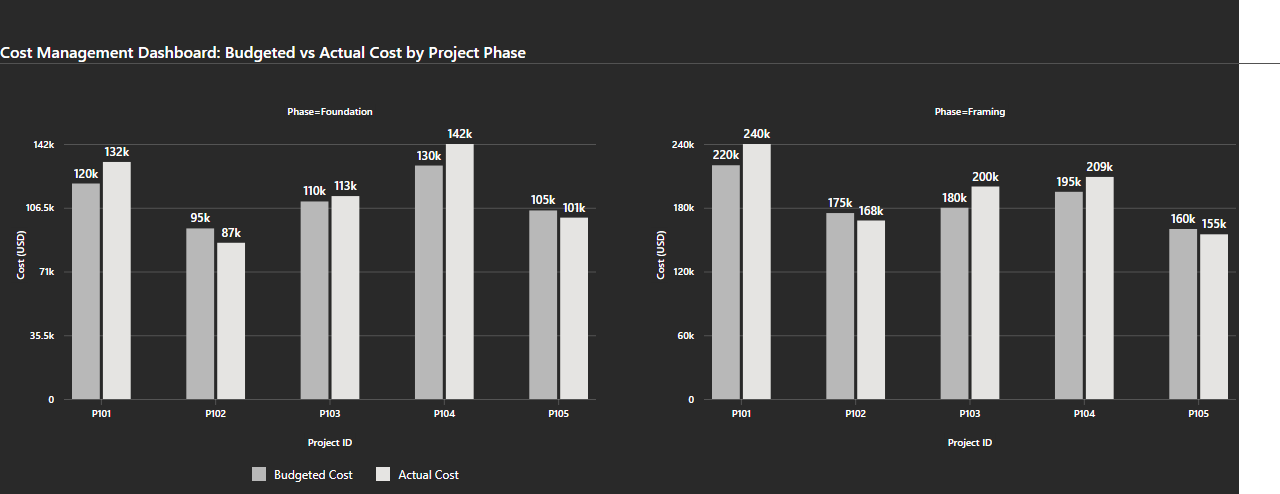 Cost Management Dashboard: Budgeted vs Actual Cost by Project Phase
Phase=Foundation
142k
106.5k
71k
35.5k
0
Cost (USD)
120k
132k
95k
87k
110k
113k
130k
142k
105k
101k
P101
P102
P103
P104
P105
Project ID
Phase=Framing
240k
180k
120k
60k
0
Cost (USD)
220k
240k
175k
168k
180k
200k
195k
209k
160k
155k
P101
P102
P103
P104
P105
Project ID
Budgeted Cost
Actual Cost